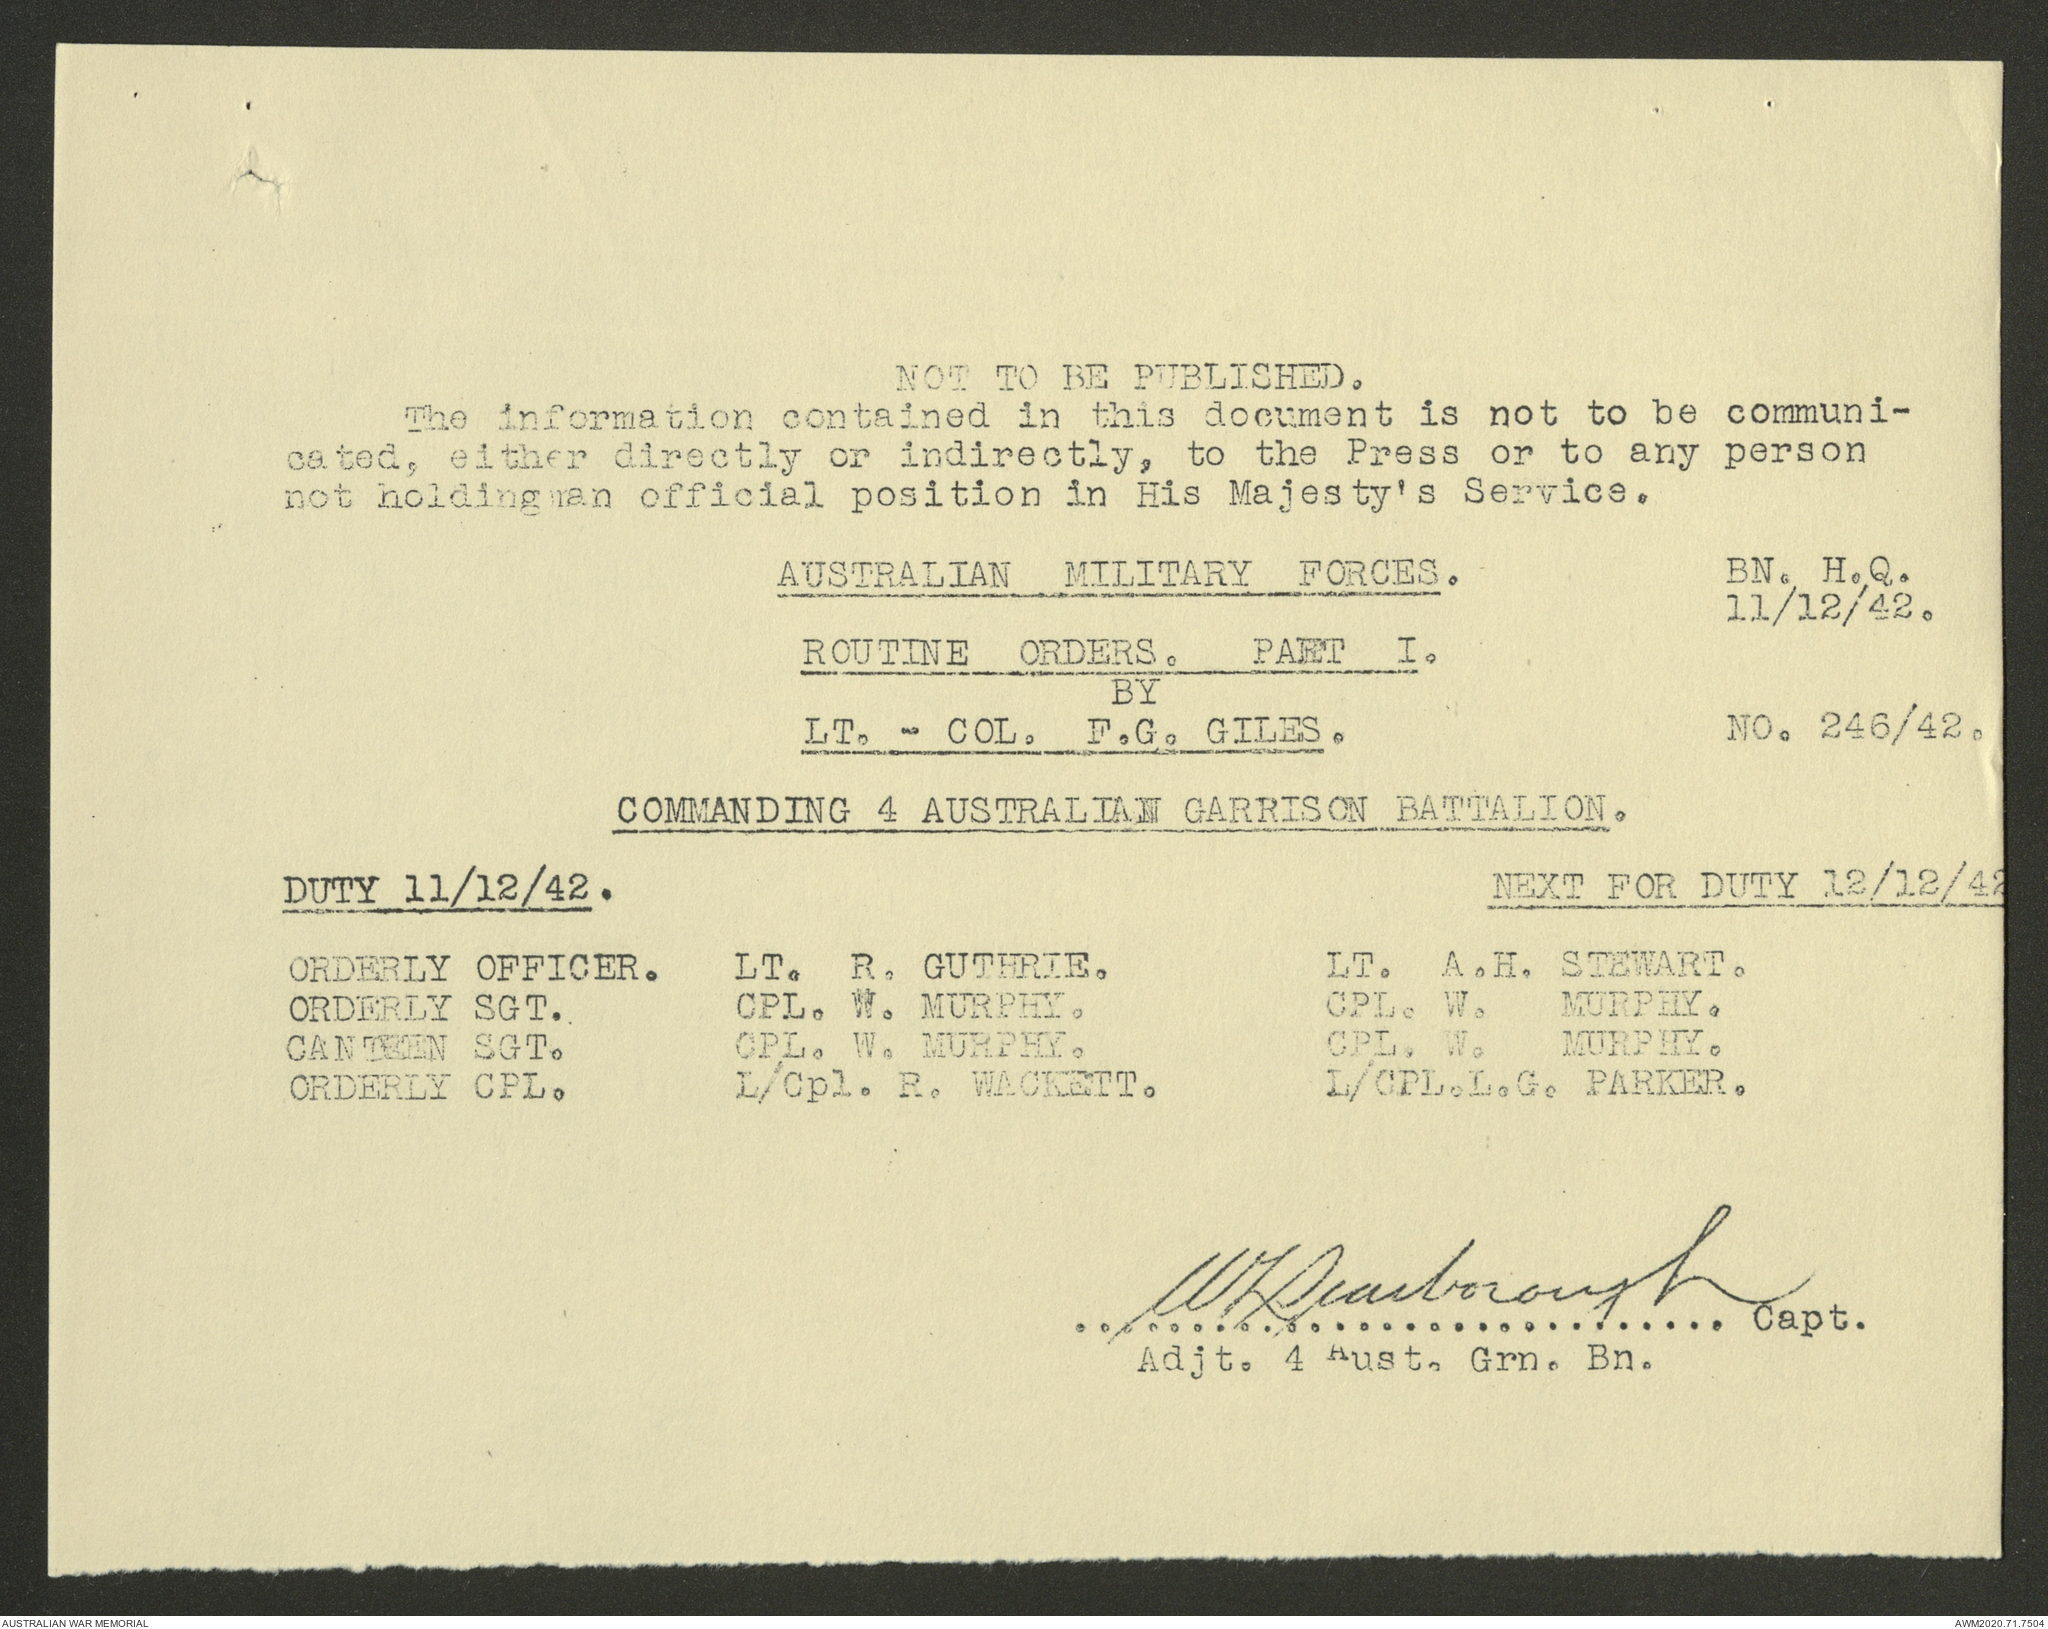 NOT TO BE PUBLISHED.
The information contained in this document is not to be communi-
cated, either directly or indirectly, to the Press or to any person
not holding an official position in His Majesty's Service.
AUSTRALIAN MILITARY FORCES.
BN. H.Q.
11/12/42.
ROUTINE ORDERS. PART I.
BY
LT. - COL. F.G. GILES.
NO. 246/42.
COMMANDING 4 AUSTRALIAN GARRISON BATTALION.
DUTY 11/12/42. NEXT FOR DUTY 12/12/42
ORDERLY OFFICER. LT. R. GUTHRIE. LT. A.H. STEWART.
ORDERLY SGT. CPL. W. MURPHY. CPL. W. MURPHY.
CANTEEN SGT. CPL. W. MURPHY. CPL. W. MURPHY.
ORDERLY CPL. L/Cpl. R. WACKETT. L/CPL.L.G. PARKER.
W Scarborough
.............................. Capt.
Adjt. 4 Aust. Grn. Bn.
AUSTRALIAN WAR MEMORIAL AWM2020.71.7504